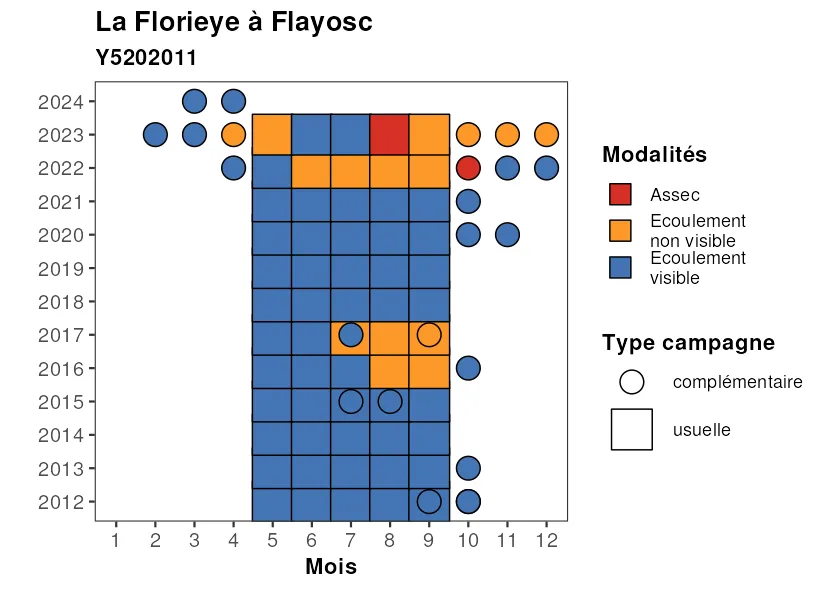 La Florieye à Flayosc
Y5202011
2024
2023
2022
2021
2020
2019
2018
2017
2016
2015
2014
2013
2012
1 2 3 4 5 6 7 8 9 10 11 12
Mois
Modalités
Assec
Ecoulement
non visible
Ecoulement
visible
Type campagne
complémentaire
usuelle